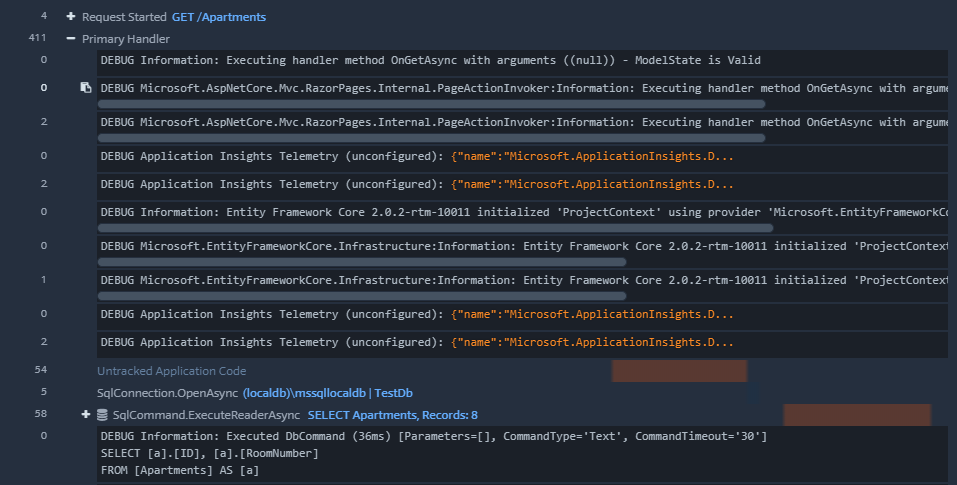 4 Request Started GET /Apartments
411 Primary Handler
0 DEBUG Information: Executing handler method OnGetAsync with arguments ((null)) - ModelState is Valid
0 DEBUG Microsoft.AspNetCore.Mvc.RazorPages.Internal.PageActionInvoker:Information: Executing handler method OnGetAsync with argume
2 DEBUG Microsoft.AspNetCore.Mvc.RazorPages.Internal.PageActionInvoker:Information: Executing handler method OnGetAsync with argume
0 DEBUG Application Insights Telemetry (unconfigured): {"name":"Microsoft.ApplicationInsights.D...
2 DEBUG Application Insights Telemetry (unconfigured): {"name":"Microsoft.ApplicationInsights.D...
0 DEBUG Information: Entity Framework Core 2.0.2-rtm-10011 initialized 'ProjectContext' using provider 'Microsoft.EntityFrameworkCo
0 DEBUG Microsoft.EntityFrameworkCore.Infrastructure:Information: Entity Framework Core 2.0.2-rtm-10011 initialized 'ProjectContext
1 DEBUG Microsoft.EntityFrameworkCore.Infrastructure:Information: Entity Framework Core 2.0.2-rtm-10011 initialized 'ProjectContext
0 DEBUG Application Insights Telemetry (unconfigured): {"name":"Microsoft.ApplicationInsights.D...
2 DEBUG Application Insights Telemetry (unconfigured): {"name":"Microsoft.ApplicationInsights.D...
54 Untracked Application Code
5 SqlConnection.OpenAsync (localdb)\mssqllocaldb | TestDb
58 SqlCommand.ExecuteReaderAsync SELECT Apartments, Records: 8
0 DEBUG Information: Executed DbCommand (36ms) [Parameters=[], CommandType='Text', CommandTimeout='30']
SELECT [a].[ID], [a].[RoomNumber]
FROM [Apartments] AS [a]